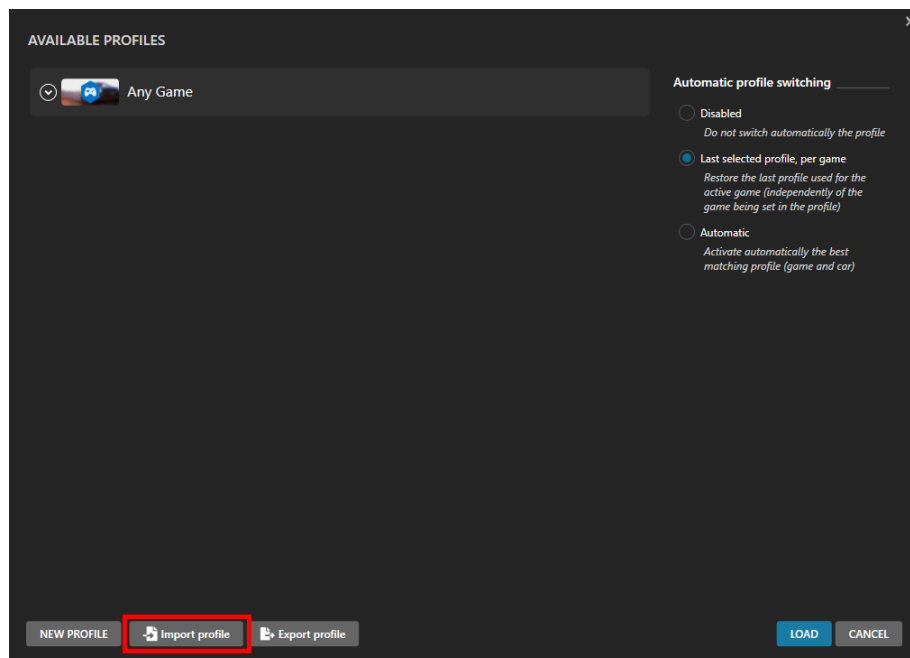 AVAILABLE PROFILES
Any Game
Automatic profile switching
Disabled
Do not switch automatically the profile
Last selected profile, per game
Restore the last profile used for the
active game (independently of the
game being set in the profile)
Automatic
Activate automatically the best
matching profile (game and car)
NEW PROFILE
Import profile
Export profile
LOAD
CANCEL